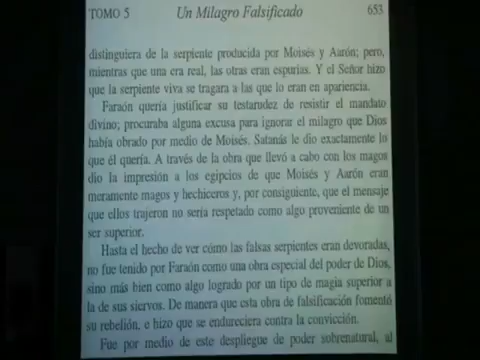 TOMO 5 Un Milagro Falsificado 653
distinguiera de la serpiente producida por Moisés y Aarón; pero,
mientras que una era real, las otras eran espurias. Y el Señor hizo
que la serpiente viva se tragara a las que lo eran en apariencia.
Faraón quería justificar su testarudez de resistir el mandato
divino; procuraba alguna excusa para ignorar el milagro que Dios
había obrado por medio de Moisés. Satanás le dio exactamente lo
que él quería. A través de la obra que llevó a cabo con los magos
dio la impresión a los egipcios de que Moisés y Aarón eran
meramente magos y hechiceros y, por consiguiente, que el mensaje
que ellos trajeron no sería respetado como algo proveniente de un
ser superior.
Hasta el hecho de ver cómo las falsas serpientes eran devoradas,
no fue tenido por Faraón como una obra especial del poder de Dios,
sino más bien como algo logrado por un tipo de magia superior a
la de sus siervos. De manera que esta obra de falsificación fomentó
su rebelión, e hizo que se endureciera contra la convicción.
Fue por medio de este despliegue de poder sobrenatural, al